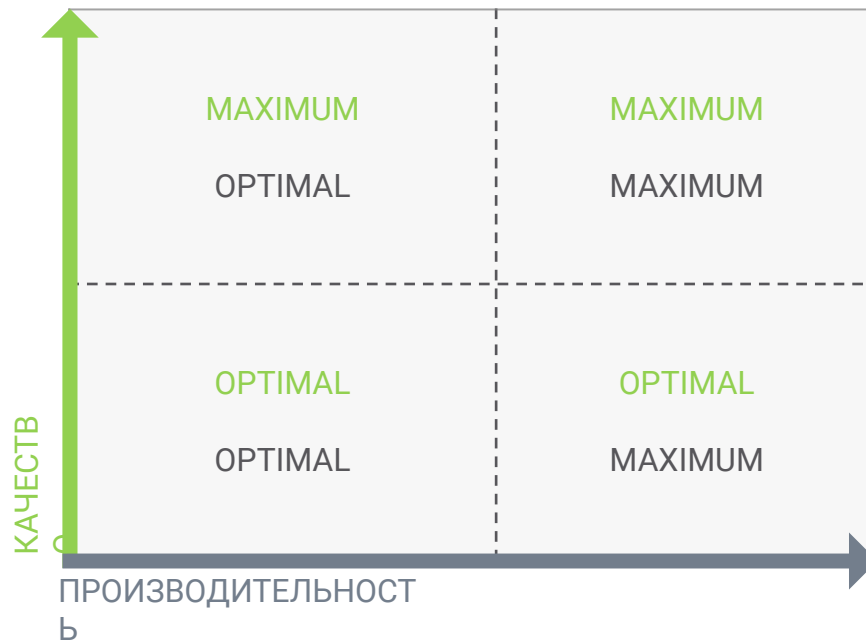 MAXIMUM
MAXIMUM
OPTIMAL
MAXIMUM
OPTIMAL
OPTIMAL
OPTIMAL
MAXIMUM
КАЧЕСТВ
О
ПРОИЗВОДИТЕЛЬНОСТ
Ь